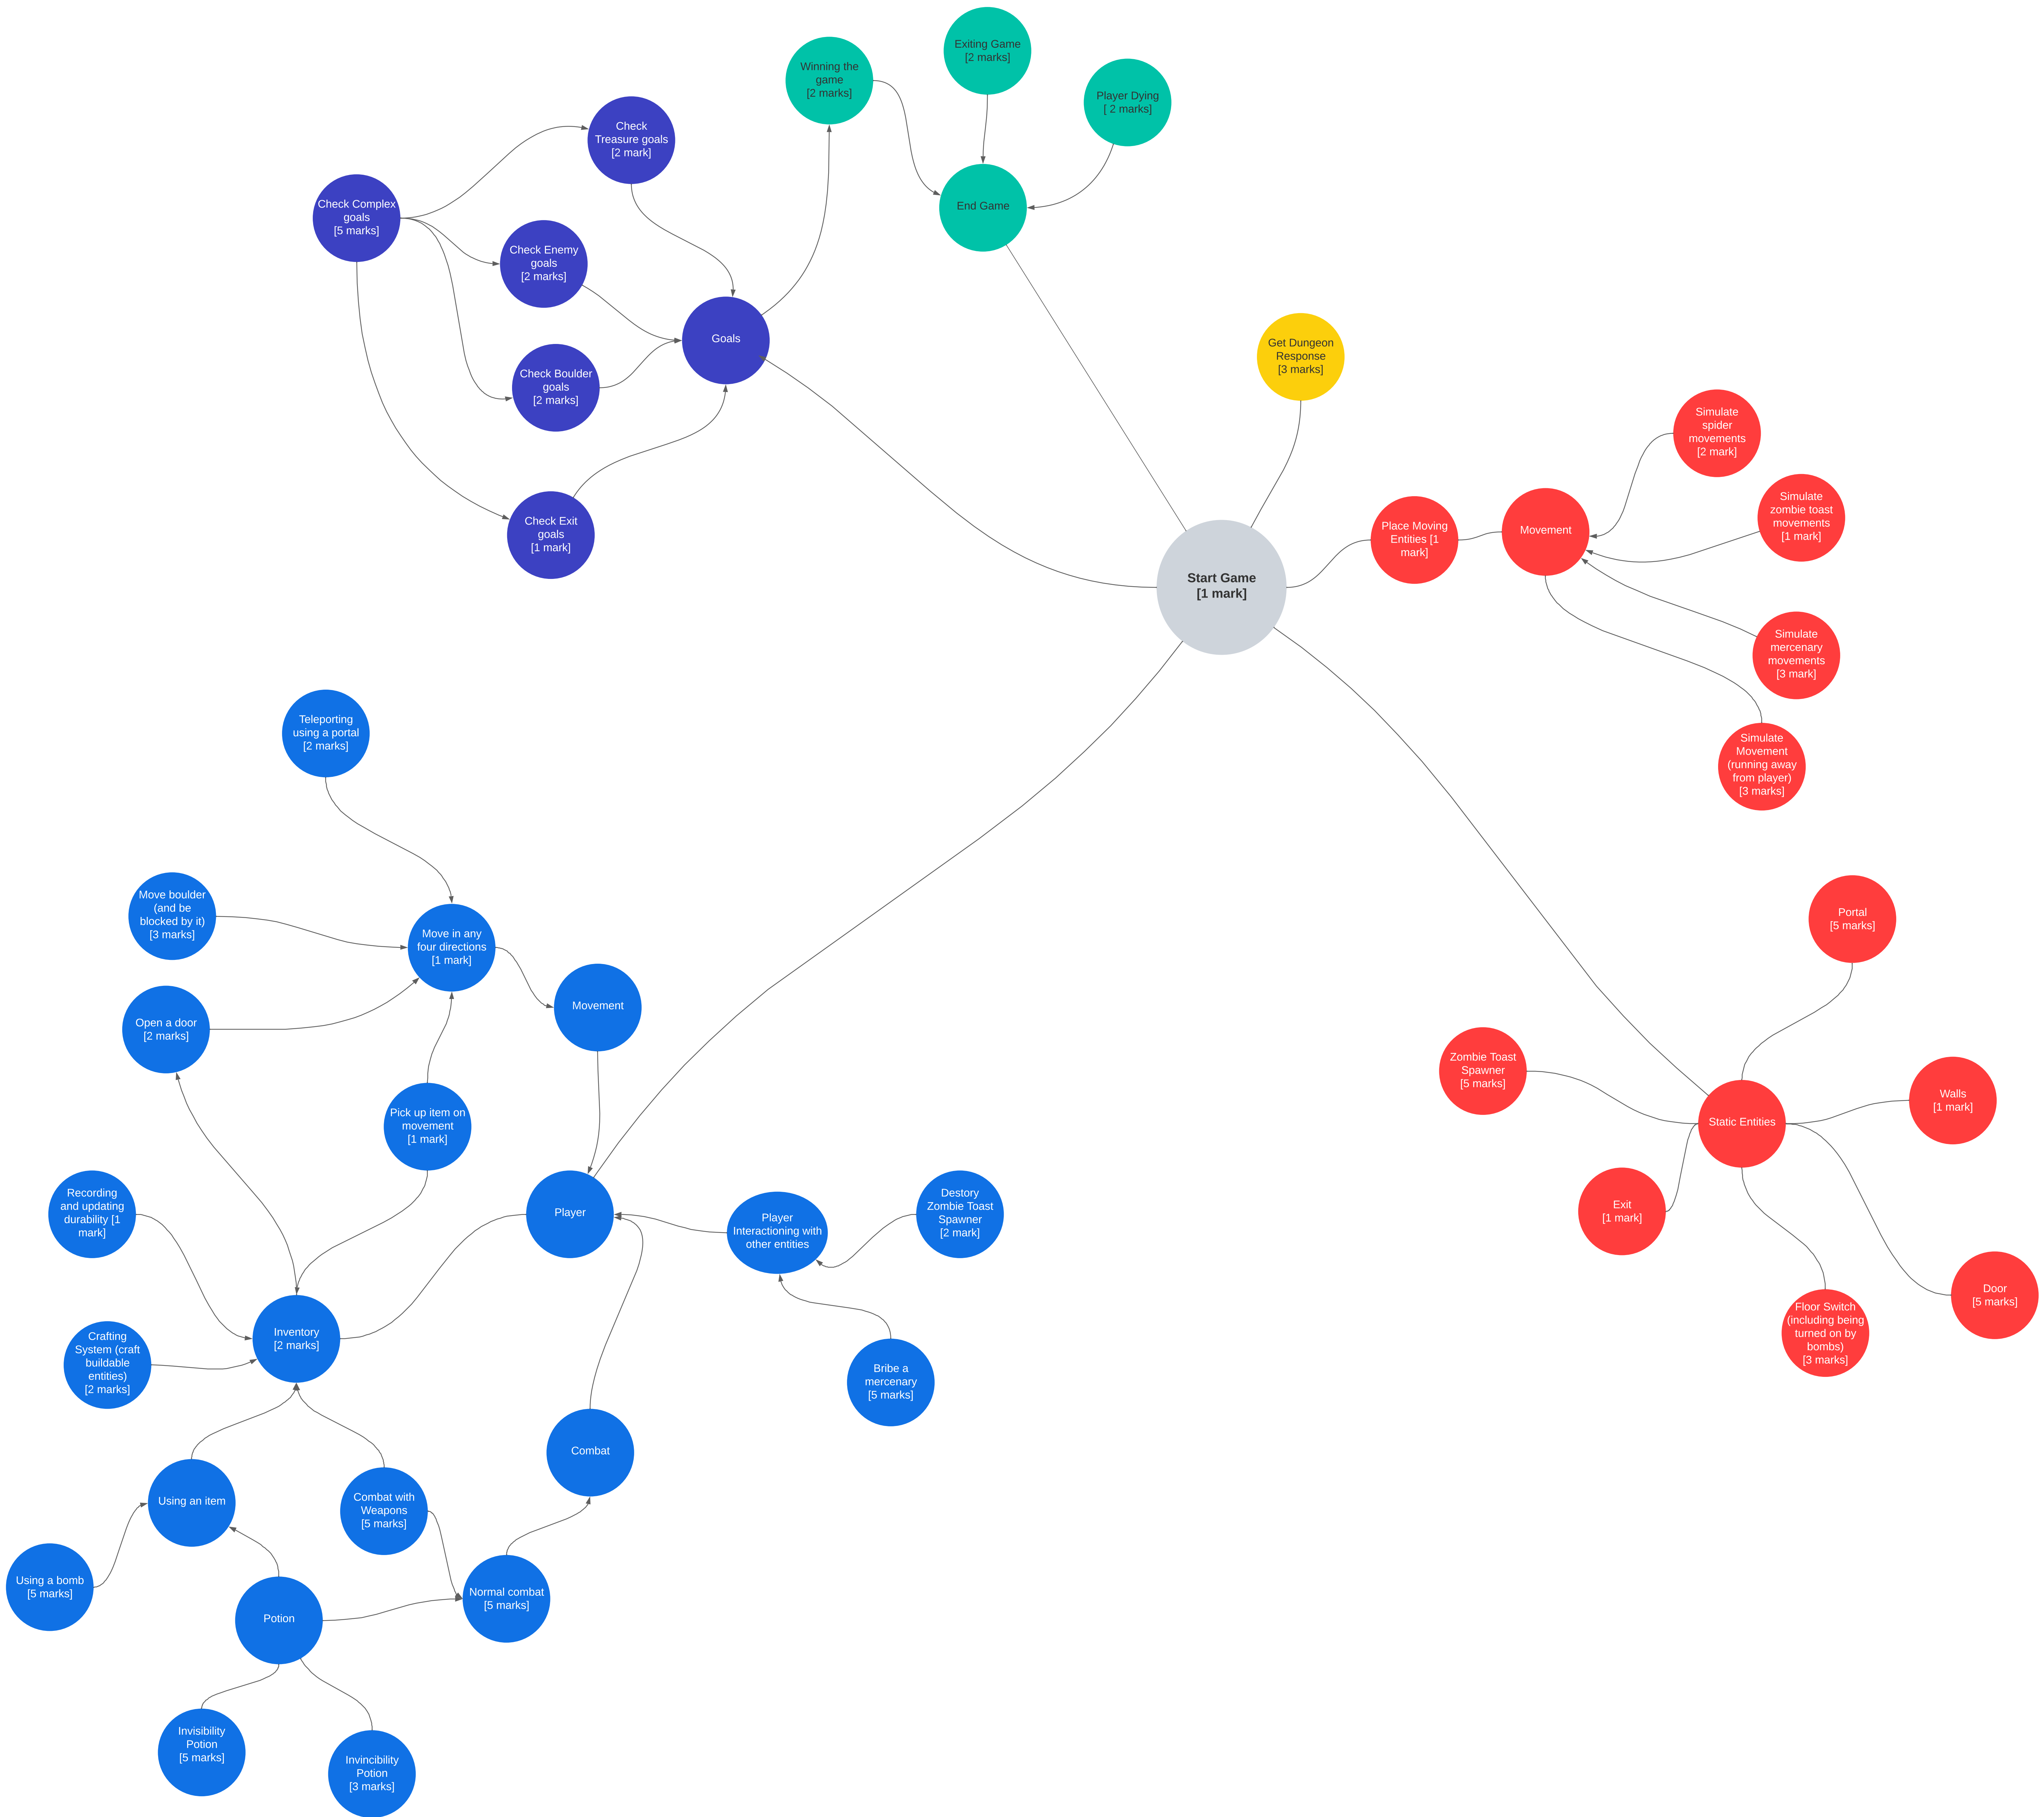 Exiting Game
[2 marks]
Winning the
game
[2 marks]
Player Dying
[ 2 marks]
End Game
Check
Treasure goals
[2 mark]
Check Complex
goals
[5 marks]
Check Enemy
goals
[2 marks]
Goals
Check Boulder
goals
[2 marks]
Check Exit
goals
[1 mark]
Get Dungeon
Response
[3 marks]
Start Game
[1 mark]
Place Moving
Entities [1
mark]
Movement
Simulate
spider
movements
[2 mark]
Simulate
zombie toast
movements
[1 mark]
Simulate
mercenary
movements
[3 mark]
Simulate
Movement
(running away
from player)
[3 marks]
Teleporting
using a portal
[2 marks]
Move boulder
(and be
blocked by it)
[3 marks]
Move in any
four directions
[1 mark]
Open a door
[2 marks]
Movement
Pick up item on
movement
[1 mark]
Recording
and updating
durability [1
mark]
Player
Player
Interactioning with
other entities
Destory
Zombie Toast
Spawner
[2 mark]
Bribe a
mercenary
[5 marks]
Inventory
[2 marks]
Crafting
System (craft
buildable
entities)
[2 marks]
Combat
Using an item
Combat with
Weapons
[5 marks]
Using a bomb
[5 marks]
Potion
Normal combat
[5 marks]
Invisibility
Potion
[5 marks]
Invincibility
Potion
[3 marks]
Portal
[5 marks]
Zombie Toast
Spawner
[5 marks]
Walls
[1 mark]
Static Entities
Exit
[1 mark]
Door
[5 marks]
Floor Switch
(including being
turned on by
bombs)
[3 marks]